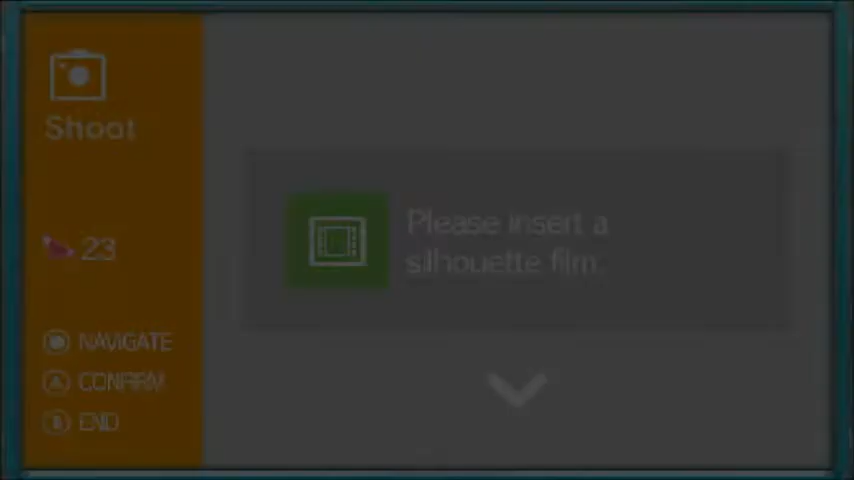 Shoot
23
Please insert a
silhouette film.
NAVIGATE
A CONFIRM
B END